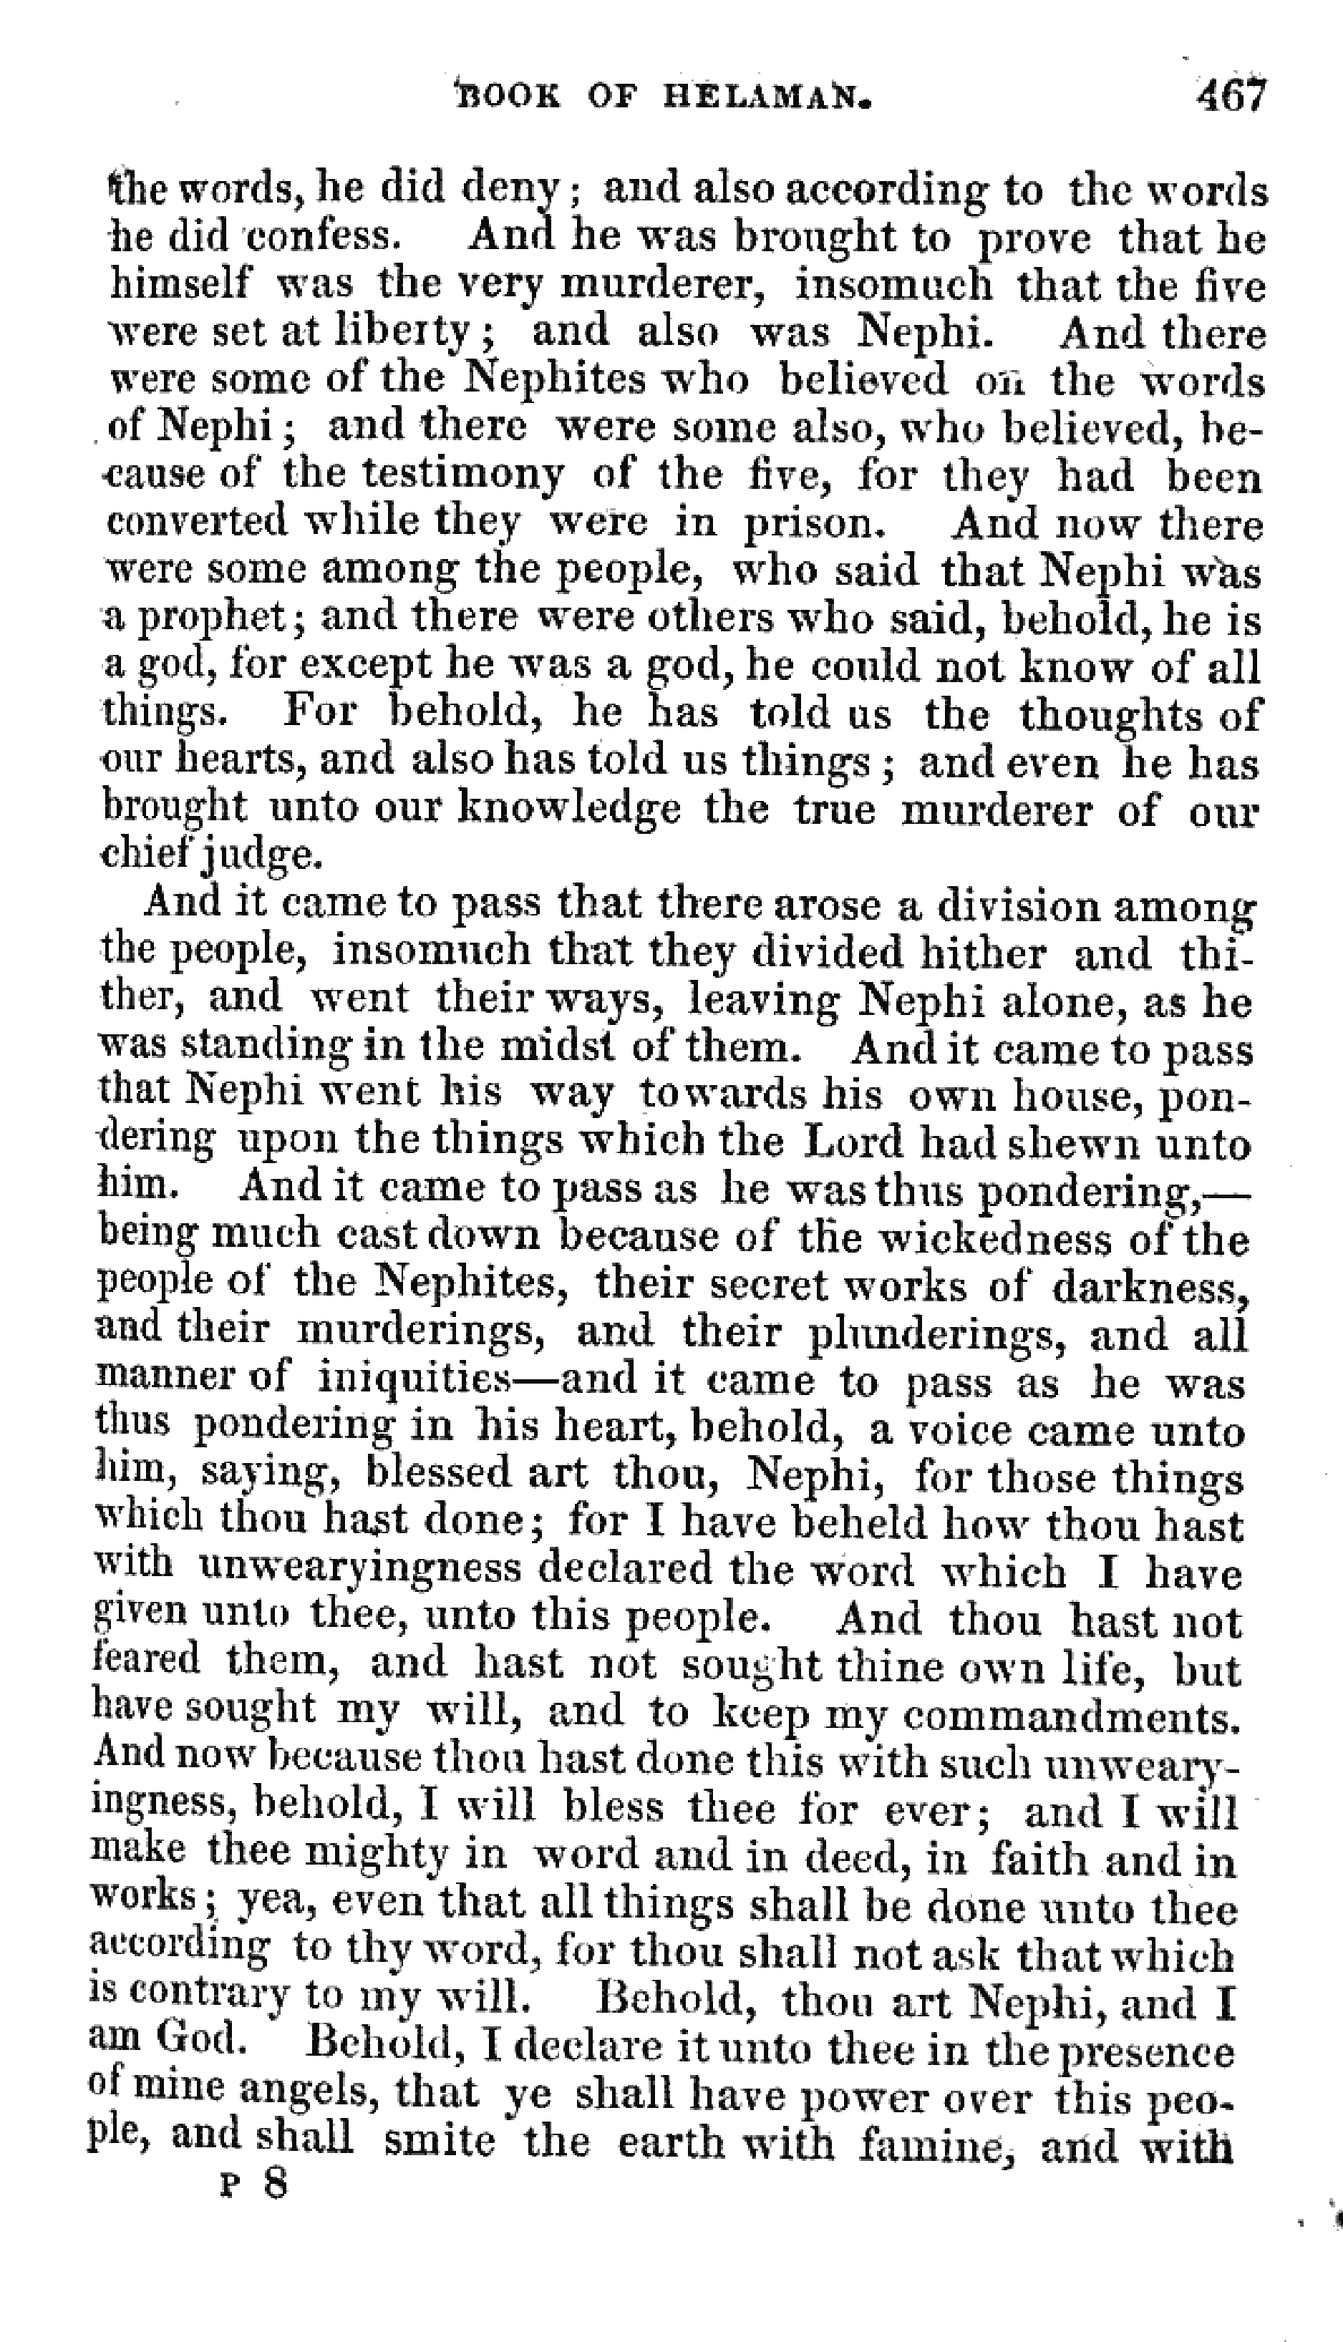 BOOK OF HELAMAN. 467
the words, he did deny; and also according to the words
he did confess. And he was brought to prove that he
himself was the very murderer, insomuch that the five
were set at liberty; and also was Nephi. And there
were some of the Nephites who believed on the words
of Nephi; and there were some also, who believed, be-
cause of the testimony of the five, for they had been
converted while they were in prison. And now there
were some among the people, who said that Nephi was
a prophet; and there were others who said, behold, he is
a god, for except he was a god, he could not know of all
things. For behold, he has told us the thoughts of
our hearts, and also has told us things; and even he has
brought unto our knowledge the true murderer of our
chief judge.
And it came to pass that there arose a division among
the people, insomuch that they divided hither and thi-
ther, and went their ways, leaving Nephi alone, as he
was standing in the midst of them. And it came to pass
that Nephi went his way towards his own house, pon-
dering upon the things which the Lord had shewn unto
him. And it came to pass as he was thus pondering,—
being much cast down because of the wickedness of the
people of the Nephites, their secret works of darkness,
and their murderings, and their plunderings, and all
manner of iniquities—and it came to pass as he was
thus pondering in his heart, behold, a voice came unto
him, saying, blessed art thou, Nephi, for those things
which thou hast done; for I have beheld how thou hast
with unwearyingness declared the word which I have
given unto thee, unto this people. And thou hast not
feared them, and hast not sought thine own life, but
have sought my will, and to keep my commandments.
And now because thou hast done this with such unweary-
ingness, behold, I will bless thee for ever; and I will
make thee mighty in word and in deed, in faith and in
works; yea, even that all things shall be done unto thee
according to thy word, for thou shall not ask that which
is contrary to my will. Behold, thou art Nephi, and I
am God. Behold, I declare it unto thee in the presence
of mine angels, that ye shall have power over this peo-
ple, and shall smite the earth with famine, and with
P 8